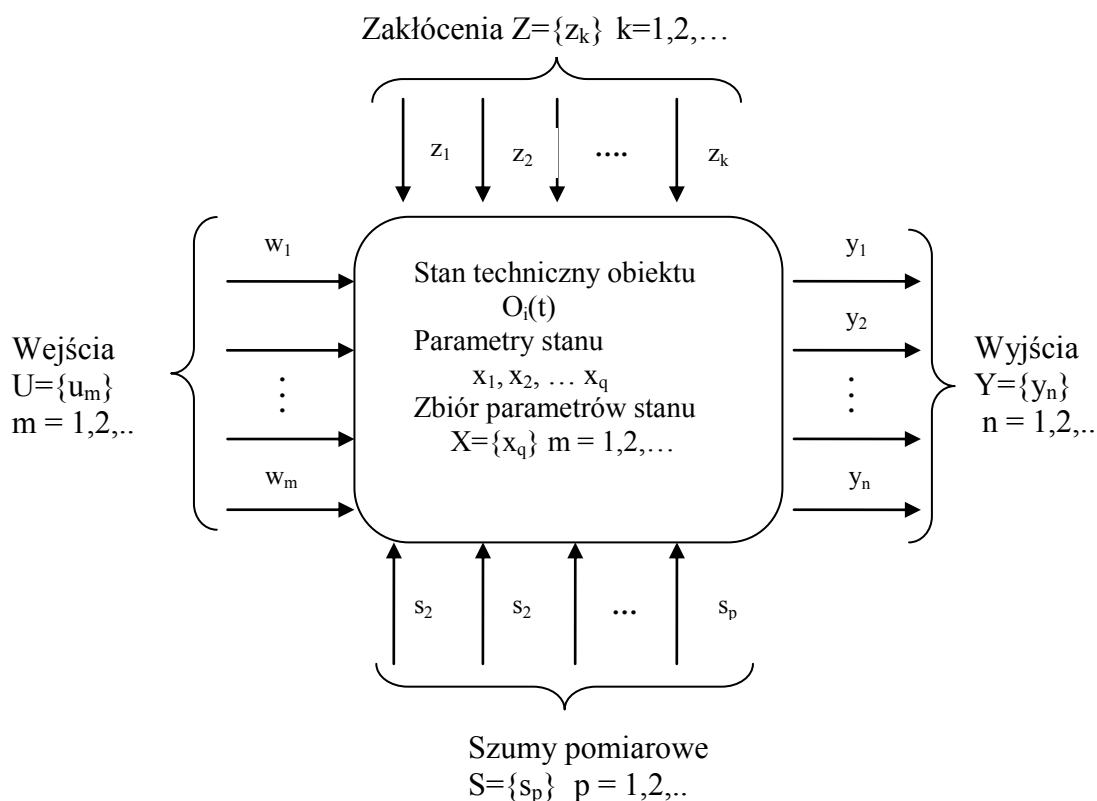 Zakłócenia Z={zₖ} k=1,2,…
z₁ z₂ .... zₖ
w₁
wₘ
Wejścia
U={uₘ}
m = 1,2,..
Stan techniczny obiektu
Oᵢ(t)
Parametry stanu
x₁, x₂, … x_q
Zbiór parametrów stanu
X={x_q} m = 1,2,…
y₁
y₂
yₙ
Wyjścia
Y={yₙ}
n = 1,2,..
s₂ s₂ ... sₚ
Szumy pomiarowe
S={sₚ} p = 1,2,..